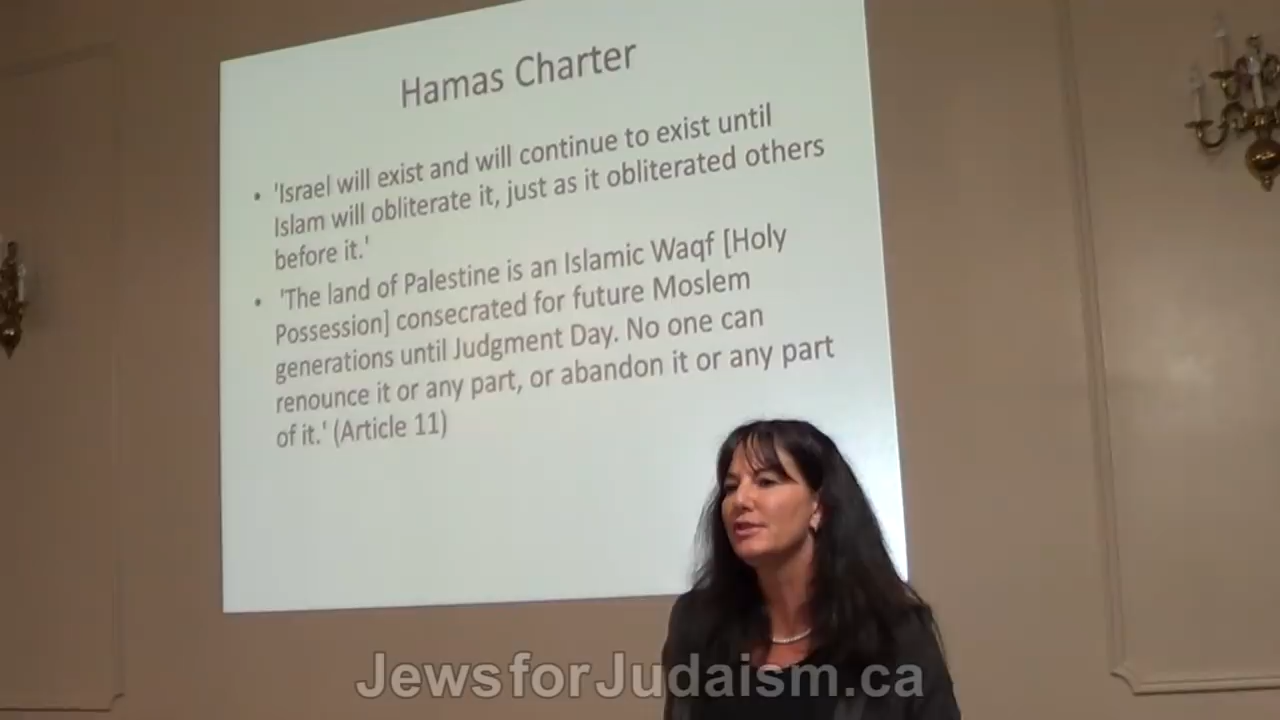 Hamas Charter
• 'Israel will exist and will continue to exist until
Islam will obliterate it, just as it obliterated others
before it.'
• 'The land of Palestine is an Islamic Waqf [Holy
Possession] consecrated for future Moslem
generations until Judgment Day. No one can
renounce it or any part, or abandon it or any part
of it.' (Article 11)
JewsforJudaism.ca